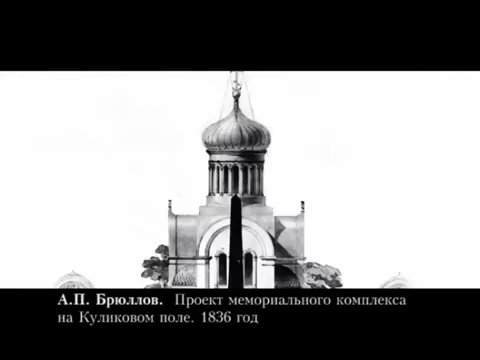 А.П. Брюллов. Проект мемориального комплекса
на Куликовом поле. 1836 год